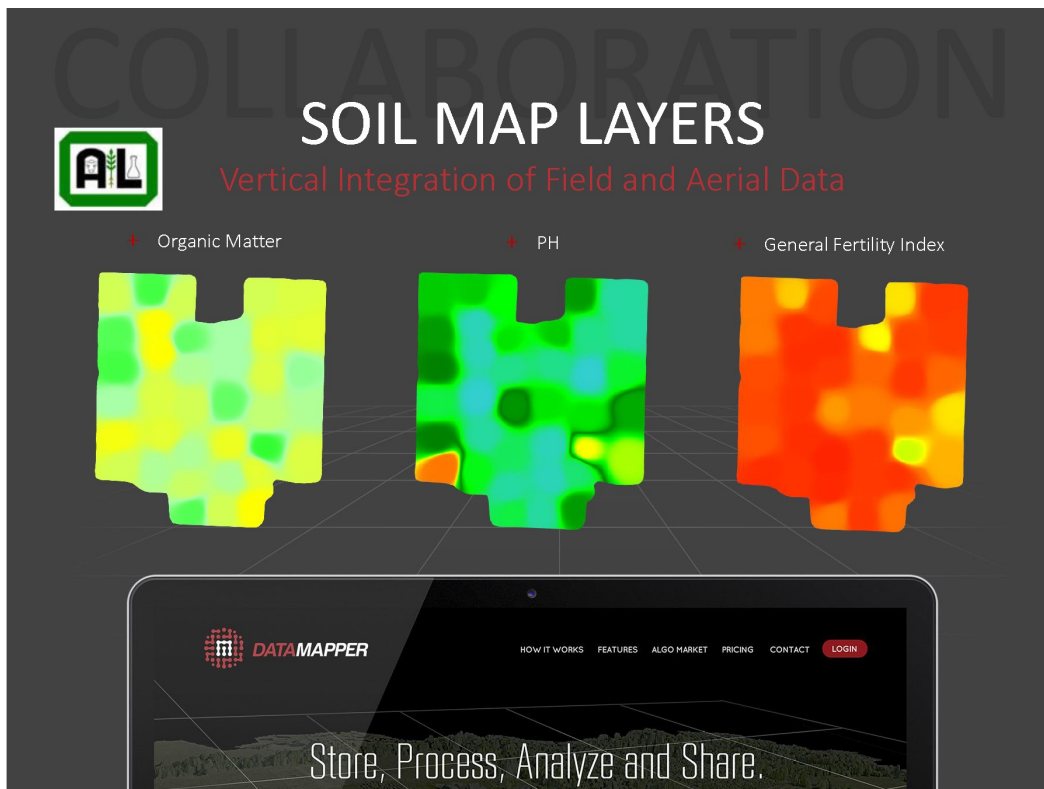 COLLABORATION
SOIL MAP LAYERS
AL
Vertical Integration of Field and Aerial Data
+ Organic Matter
+ PH
+ General Fertility Index
DATAMAPPER
HOW IT WORKS FEATURES ALGO MARKET PRICING CONTACT LOGIN
Store, Process, Analyze and Share.